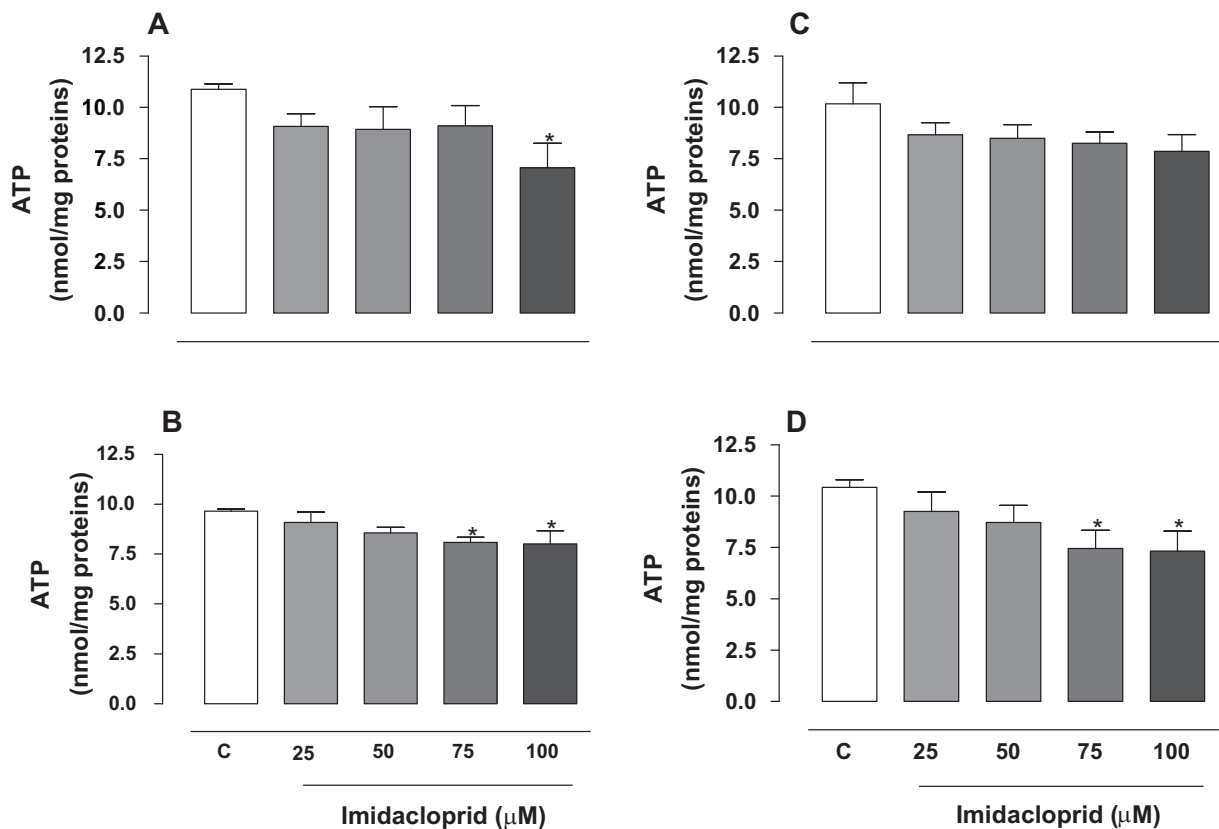 A
12.5
10.0
7.5
5.0
2.5
0.0
ATP
(nmol/mg proteins)
*
C
12.5
10.0
7.5
5.0
2.5
0.0
ATP
(nmol/mg proteins)
B
12.5
10.0
7.5
5.0
2.5
0.0
ATP
(nmol/mg proteins)
* *
C 25 50 75 100
Imidacloprid (μM)
D
12.5
10.0
7.5
5.0
2.5
0.0
ATP
(nmol/mg proteins)
* *
C 25 50 75 100
Imidacloprid (μM)